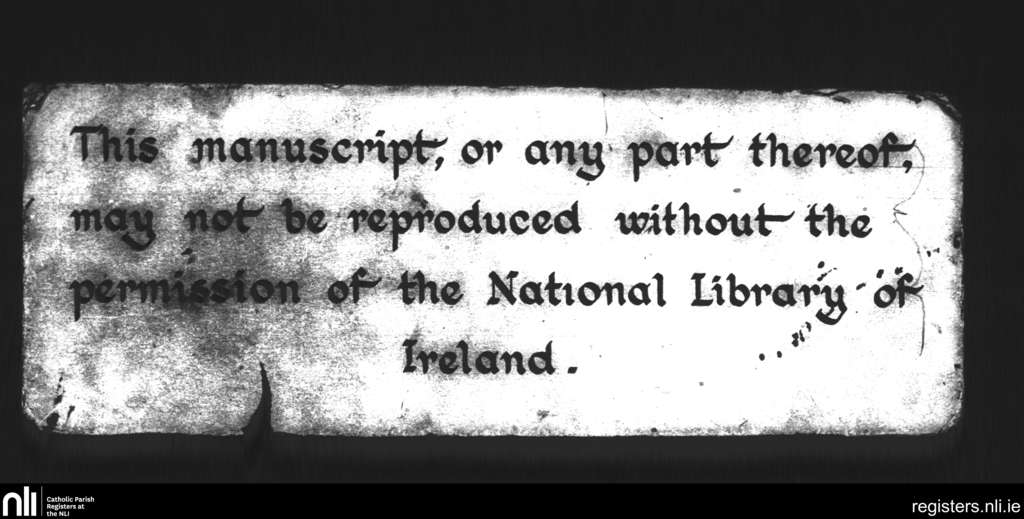 This manuscript, or any part thereof,
may not be reproduced without the
permission of the National Library of
Ireland.
nli
Catholic Parish
Registers at
the NLI
registers.nli.ie